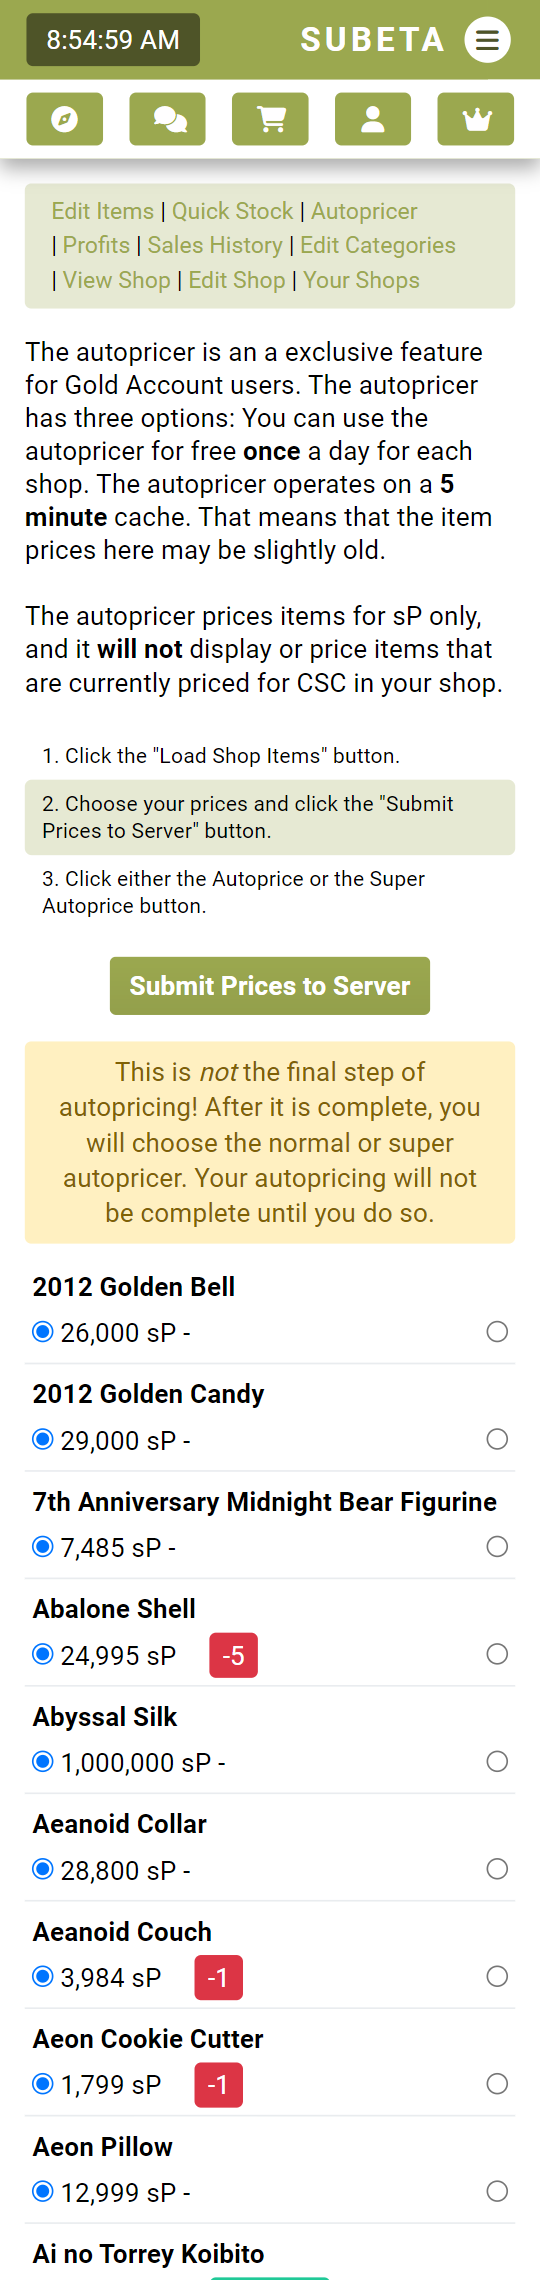 8:54:59 AM
SUBETA
Edit Items | Quick Stock | Autopricer
| Profits | Sales History | Edit Categories
| View Shop | Edit Shop | Your Shops
The autopricer is an a exclusive feature
for Gold Account users. The autopricer
has three options: You can use the
autopricer for free once a day for each
shop. The autopricer operates on a 5
minute cache. That means that the item
prices here may be slightly old.
The autopricer prices items for sP only,
and it will not display or price items that
are currently priced for CSC in your shop.
1. Click the "Load Shop Items" button.
2. Choose your prices and click the "Submit
Prices to Server" button.
3. Click either the Autoprice or the Super
Autoprice button.
Submit Prices to Server
This is not the final step of
autopricing! After it is complete, you
will choose the normal or super
autopricer. Your autopricing will not
be complete until you do so.
2012 Golden Bell
26,000 sP -
2012 Golden Candy
29,000 sP -
7th Anniversary Midnight Bear Figurine
7,485 sP -
Abalone Shell
24,995 sP -5
Abyssal Silk
1,000,000 sP -
Aeanoid Collar
28,800 sP -
Aeanoid Couch
3,984 sP -1
Aeon Cookie Cutter
1,799 sP -1
Aeon Pillow
12,999 sP -
Ai no Torrey Koibito